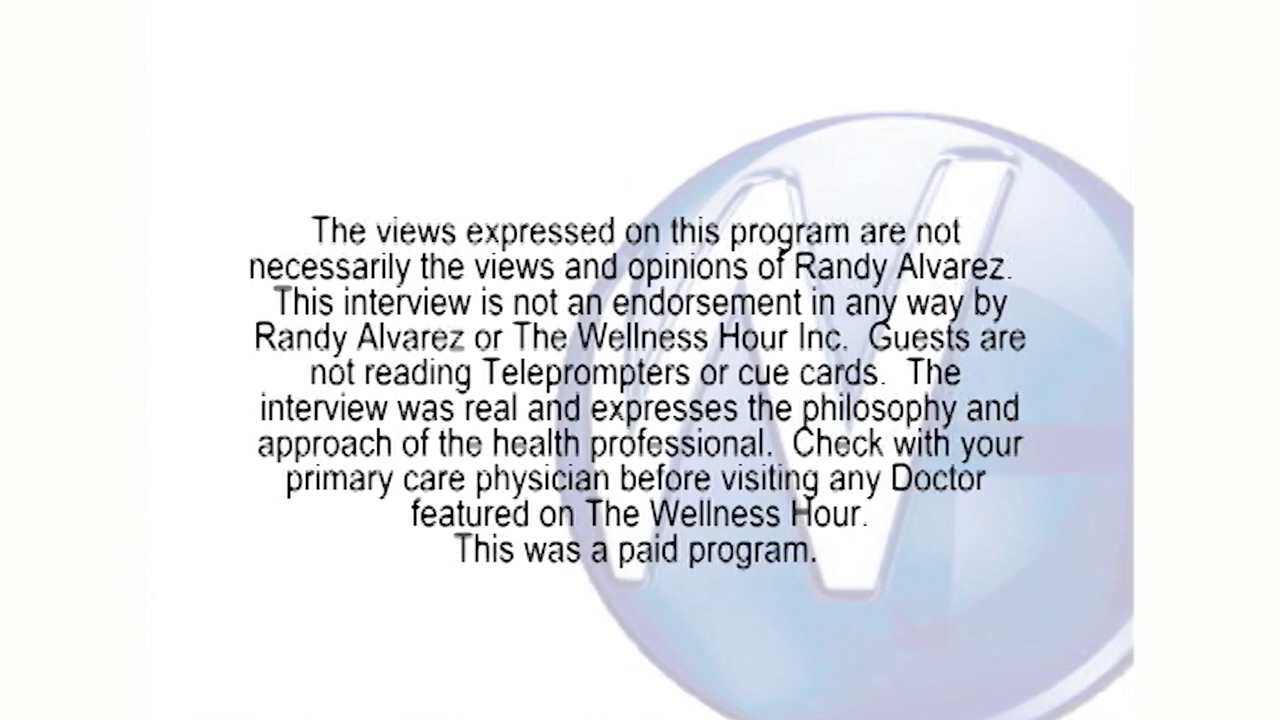 The views expressed on this program are not
necessarily the views and opinions of Randy Alvarez.
This interview is not an endorsement in any way by
Randy Alvarez or The Wellness Hour Inc.  Guests are
not reading Teleprompters or cue cards.  The
interview was real and expresses the philosophy and
approach of the health professional.  Check with your
primary care physician before visiting any Doctor
featured on The Wellness Hour.
This was a paid program.